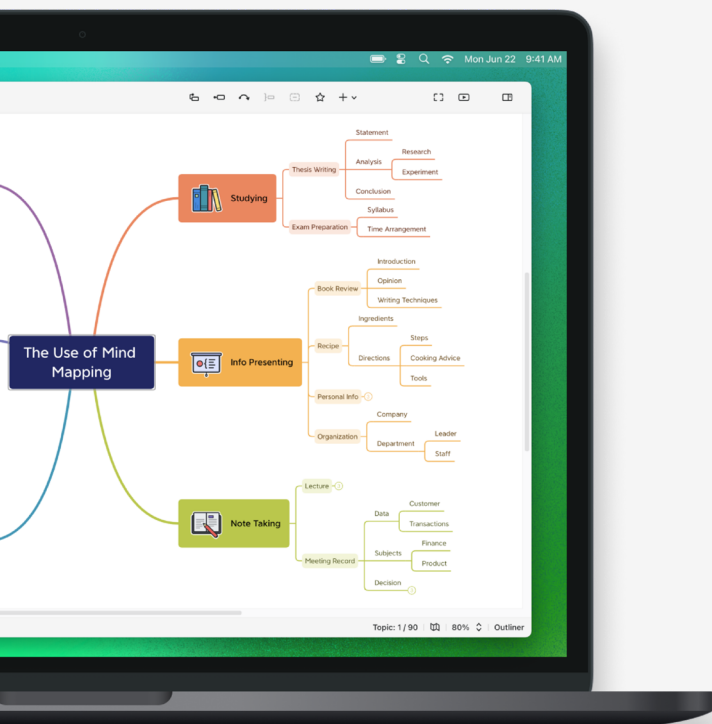 Mon Jun 22 9:41 AM
The Use of Mind
Mapping
Studying
Thesis Writing
Statement
Analysis
Research
Experiment
Conclusion
Exam Preparation
Syllabus
Time Arrangement
Info Presenting
Book Review
Introduction
Opinion
Writing Techniques
Recipe
Ingredients
Directions
Steps
Cooking Advice
Tools
Personal Info
Organization
Company
Department
Leader
Staff
Note Taking
Lecture
Meeting Record
Data
Customer
Transactions
Subjects
Finance
Product
Decision
Topic: 1 / 90 80% Outliner